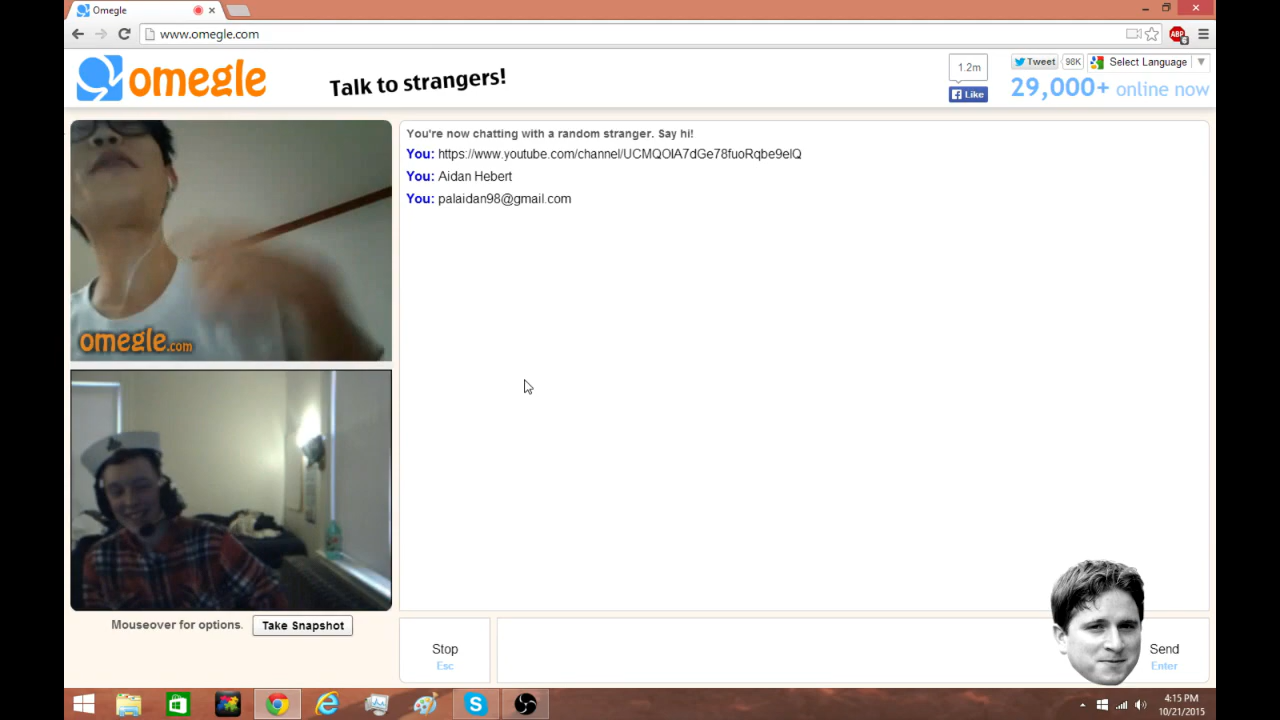 Omegle
www.omegle.com
ABP
omegle
Talk to strangers!
1.2m
Like
Tweet
98K
Select Language
29,000+ online now
You're now chatting with a random stranger. Say hi!
You: https://www.youtube.com/channel/UCMQOlA7dGe78fuoRqbe9elQ
You: Aidan Hebert
You: palaidan98@gmail.com
omegle.com
Mouseover for options.
Take Snapshot
Stop
Esc
Send
Enter
4:15 PM
10/21/2015